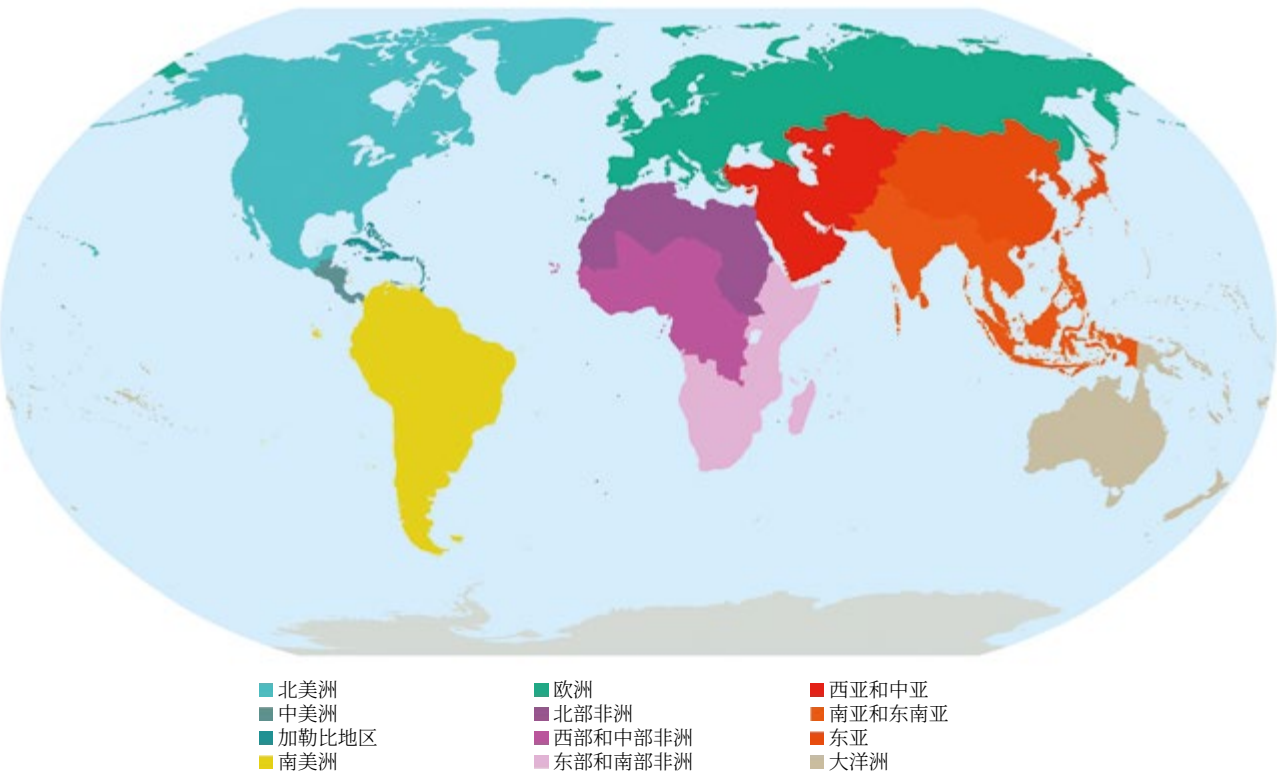 北美洲
中美洲
加勒比地区
南美洲
欧洲
北部非洲
西部和中部非洲
东部和南部非洲
西亚和中亚
南亚和东南亚
东亚
大洋洲